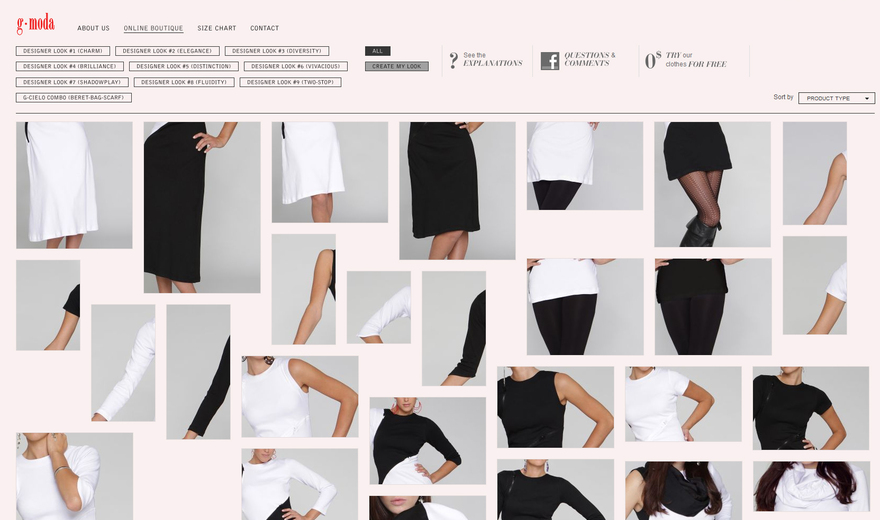 g·moda
ABOUT US
ONLINE BOUTIQUE
SIZE CHART
CONTACT
DESIGNER LOOK #1 (CHARM)
DESIGNER LOOK #2 (ELEGANCE)
DESIGNER LOOK #3 (DIVERSITY)
DESIGNER LOOK #4 (BRILLIANCE)
DESIGNER LOOK #5 (DISTINCTION)
DESIGNER LOOK #6 (VIVACIOUS)
DESIGNER LOOK #7 (SHADOWPLAY)
DESIGNER LOOK #8 (FLUIDITY)
DESIGNER LOOK #9 (TWO-STOP)
G-CIELO COMBO (BERET-BAG-SCARF)
ALL
CREATE MY LOOK
?
See the
EXPLANATIONS
f
QUESTIONS &
COMMENTS
0$
TRY our
clothes FOR FREE
Sort by
PRODUCT TYPE